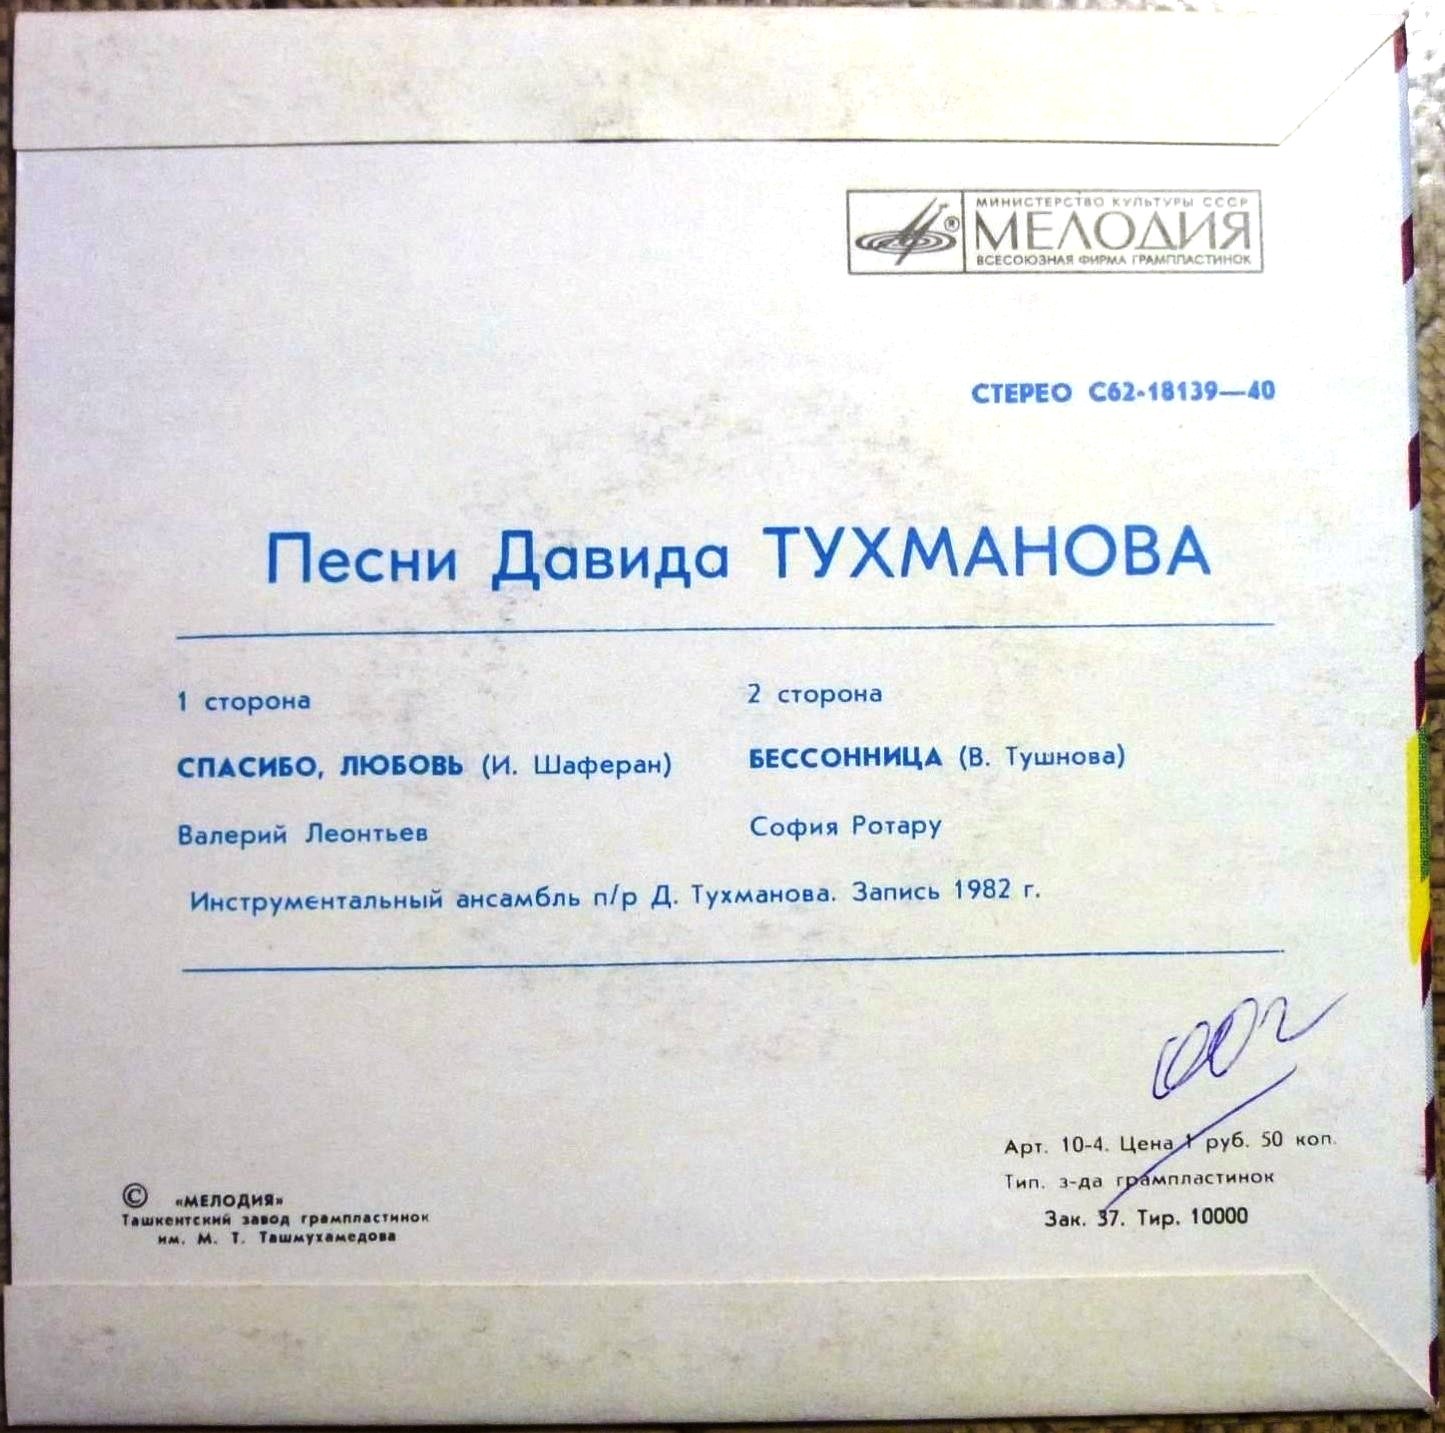 МИНИСТЕРСТВО КУЛЬТУРЫ СССР
МЕЛОДИЯ
ВСЕСОЮЗНАЯ ФИРМА ГРАМПЛАСТИНОК
СТЕРЕО С62-18139—40
Песни Давида ТУХМАНОВА
1 сторона
СПАСИБО, ЛЮБОВЬ (И. Шаферан)
Валерий Леонтьев
2 сторона
БЕССОННИЦА (В. Тушнова)
София Ротару
Инструментальный ансамбль п/р Д. Тухманова. Запись 1982 г.
Арт. 10-4. Цена 1 руб. 50 коп.
Тип. з-да грампластинок
Зак. 37. Тир. 10000
© «МЕЛОДИЯ»
Ташкентский завод грампластинок
им. М. Т. Ташмухамедова